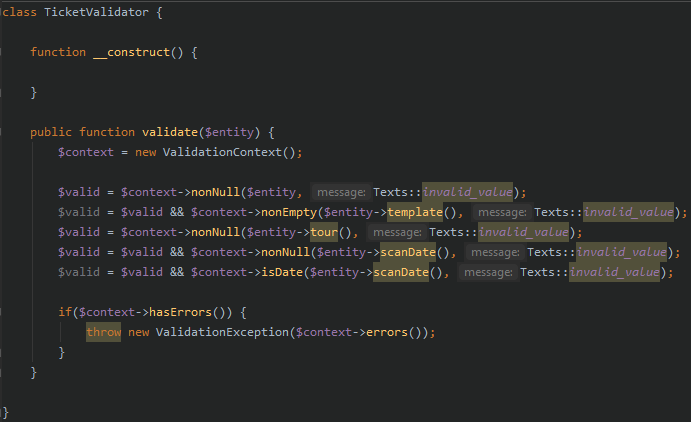 class TicketValidator {
function __construct() {
}
public function validate($entity) {
$context = new ValidationContext();
$valid = $context->nonNull($entity, message: Texts::invalid_value);
$valid = $valid && $context->nonEmpty($entity->template(), message: Texts::invalid_value);
$valid = $context->nonNull($entity->tour(), message: Texts::invalid_value);
$valid = $valid && $context->nonNull($entity->scanDate(), message: Texts::invalid_value);
$valid = $valid && $context->isDate($entity->scanDate(), message: Texts::invalid_value);
if($context->hasErrors()) {
throw new ValidationException($context->errors());
}
}
}